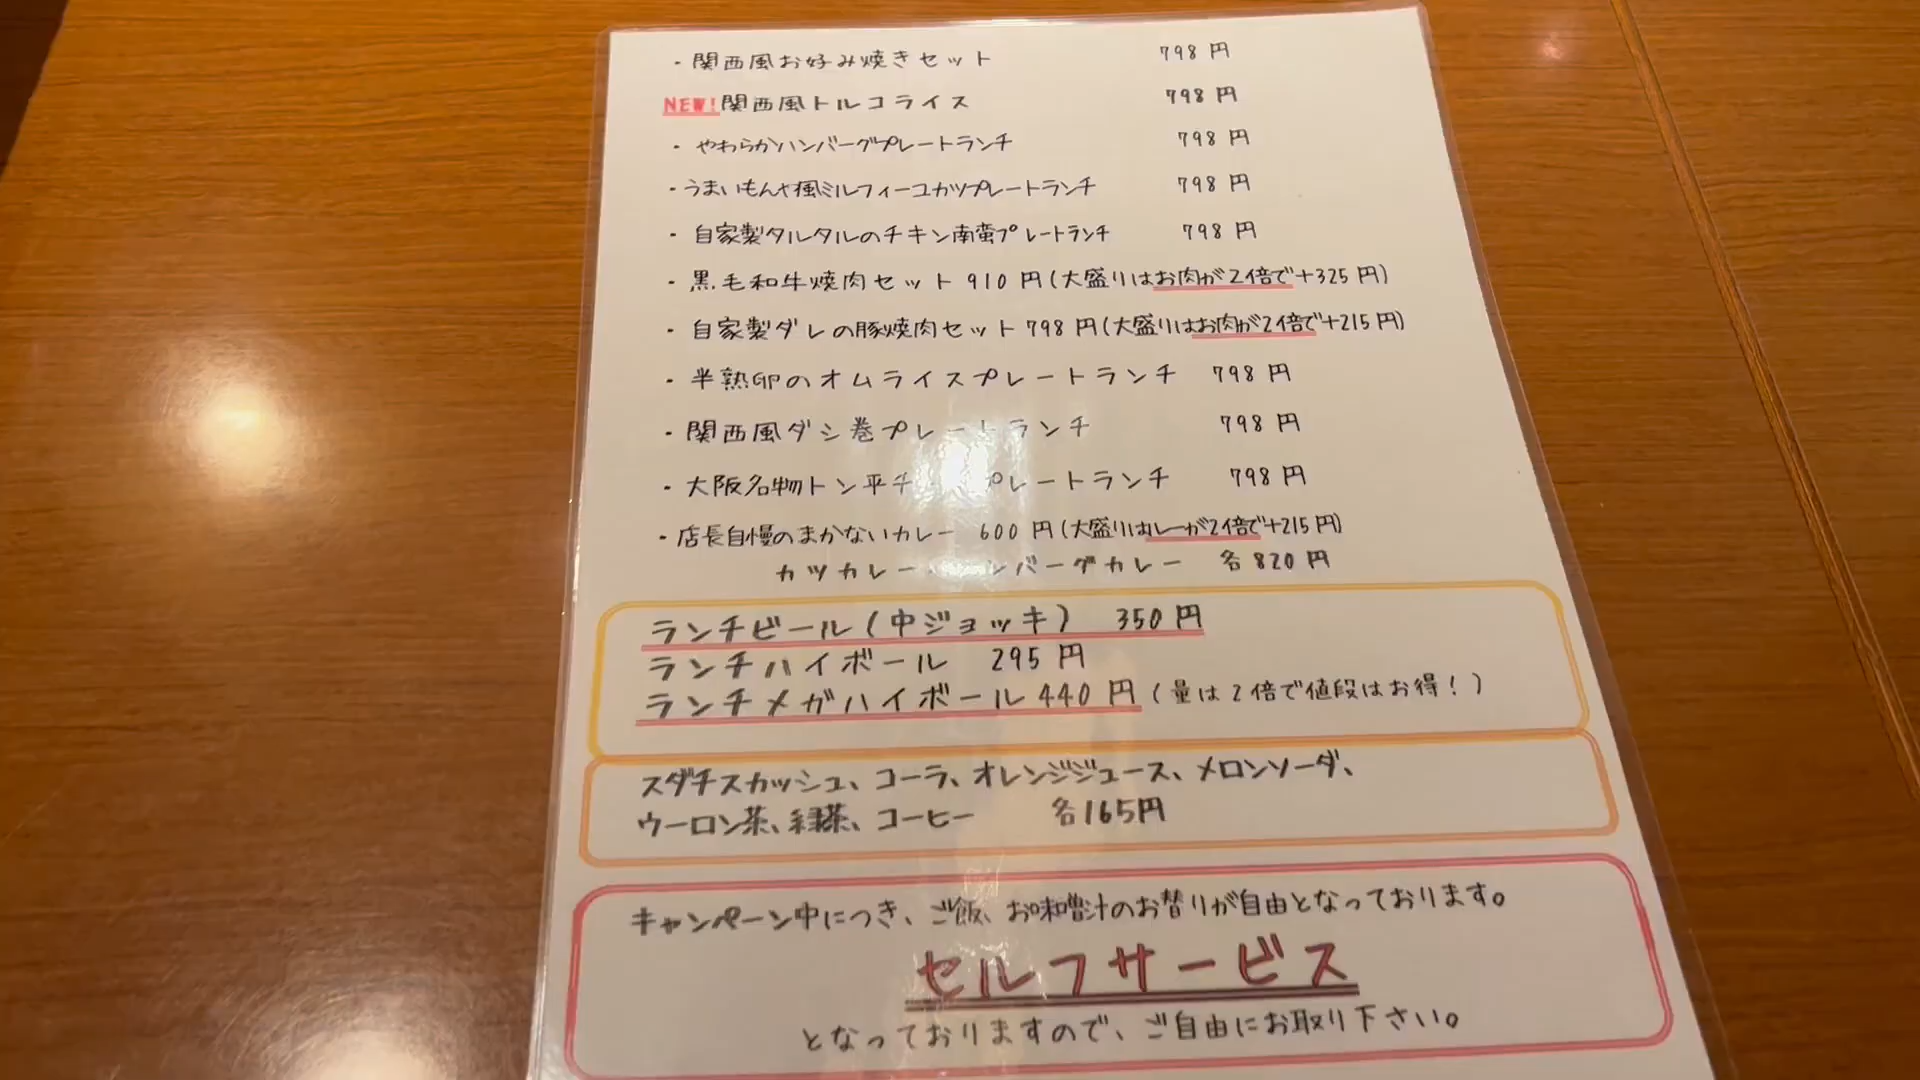 ・関西風お好み焼きセット 798円
NEW!関西風トルコライス 798円
・やわらかハンバーグプレートランチ 798円
・うまいもんや風ミルフィーユカツプレートランチ 798円
・自家製タルタルのチキン南蛮プレートランチ 798円
・黒毛和牛焼肉セット 910円(大盛りはお肉が2倍で+325円)
・自家製ダレの豚焼肉セット 798円(大盛りはお肉が2倍で+215円)
・半熟卵のオムライスプレートランチ 798円
・関西風ダシ巻プレートランチ 798円
・大阪名物トン平チ プレートランチ 798円
・店長自慢のまかないカレー 600円(大盛りはルーが2倍で+215円)
カツカレー・ ンバーグカレー 各820円
ランチビール(中ジョッキ) 350円
ランチハイボール 295円
ランチメガハイボール 440円(量は2倍で値段はお得!)
スダチスカッシュ、コーラ、オレンジジュース、メロンソーダ、
ウーロン茶、緑茶、コーヒー 各165円
キャンペーン中につき、ご飯、お味噌汁のお替りが自由となっております。
セルフサービス
となっておりますので、ご自由にお取り下さい。